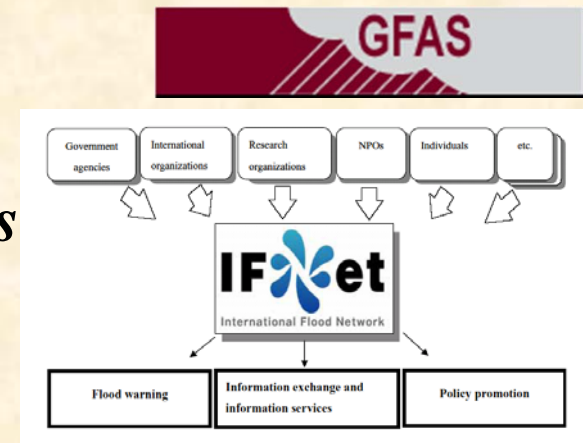 GFAS
Government agencies
International organizations
Research organizations
NPOs
Individuals
etc.
s
IFNet
International Flood Network
Flood warning
Information exchange and
information services
Policy promotion